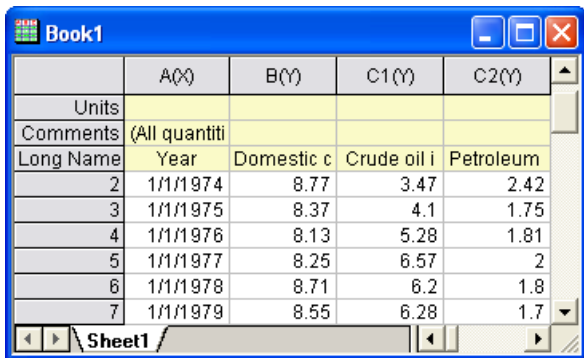 Book1
A(X) B(Y) C1(Y) C2(Y)
Units
Comments (All quantiti
Long Name Year Domestic c Crude oil i Petroleum
2 1/1/1974 8.77 3.47 2.42
3 1/1/1975 8.37 4.1 1.75
4 1/1/1976 8.13 5.28 1.81
5 1/1/1977 8.25 6.57 2
6 1/1/1978 8.71 6.2 1.8
7 1/1/1979 8.55 6.28 1.7
Sheet1